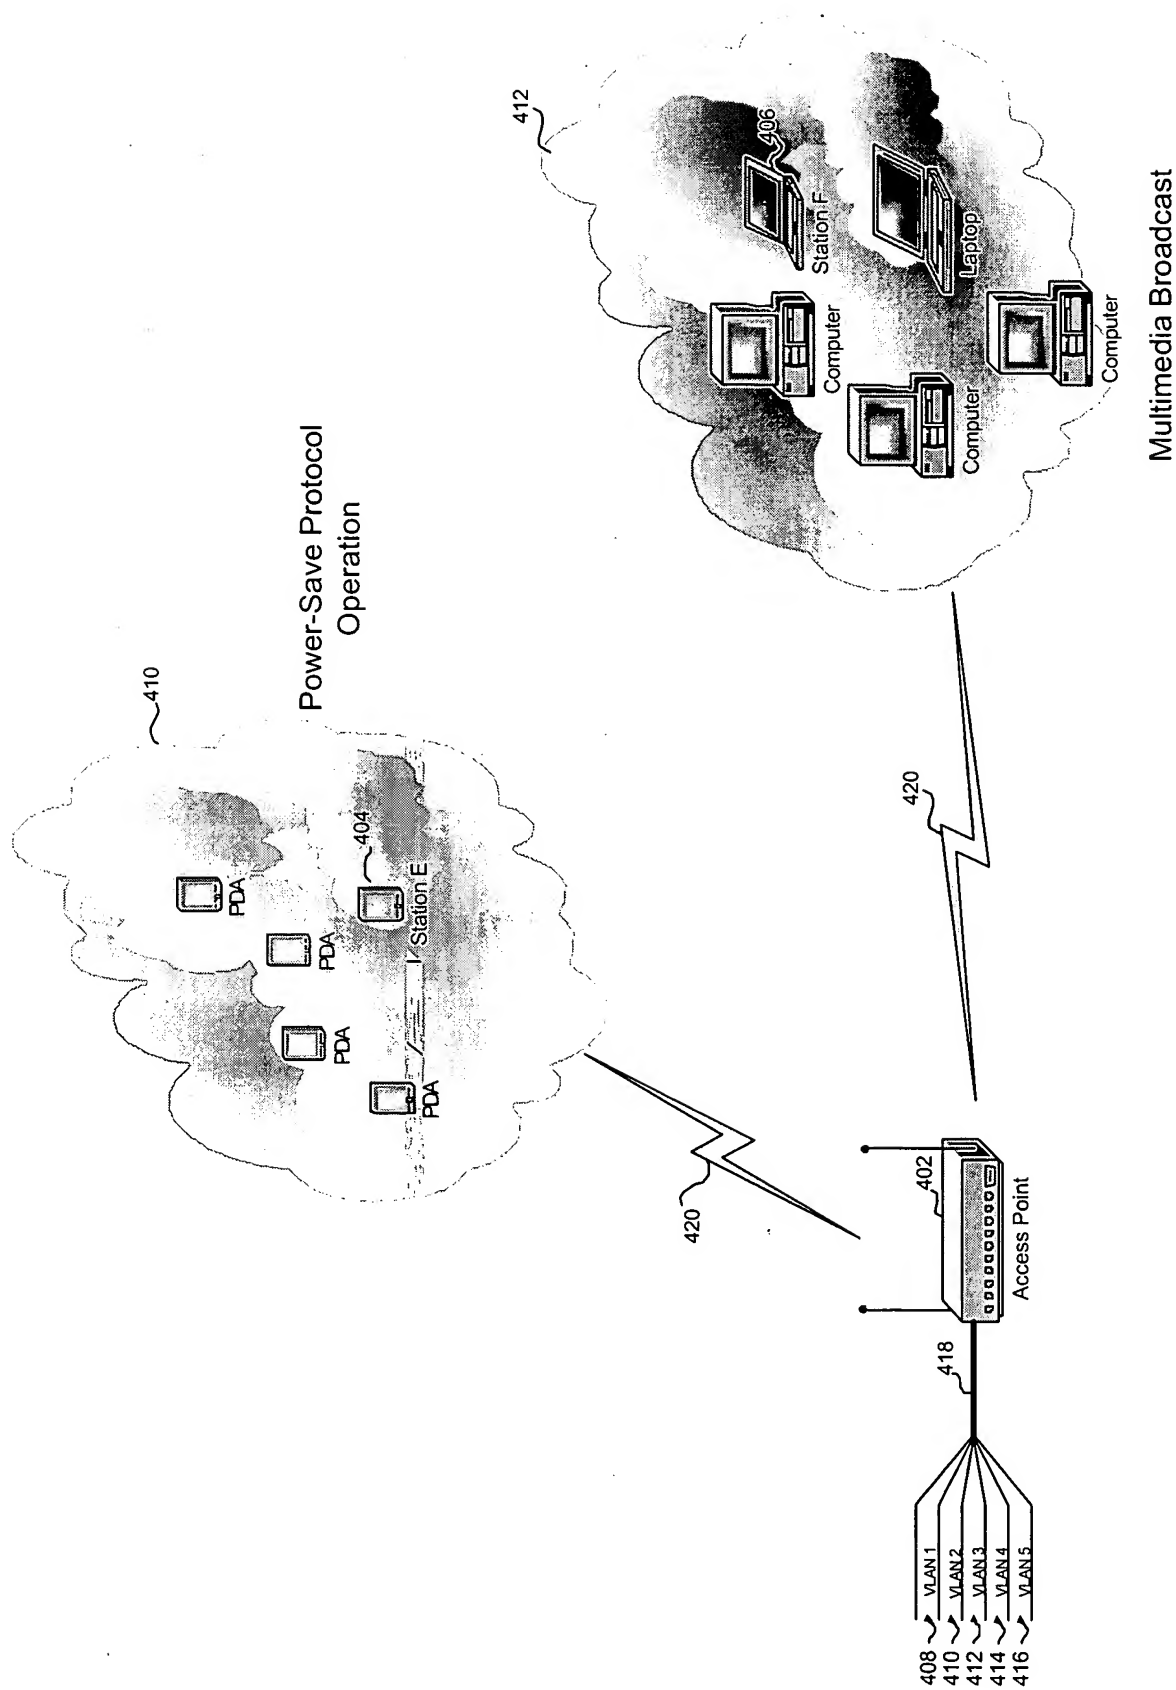 412
406
Station F
Laptop
Computer
Computer
Computer
Multimedia Broadcast
Power-Save Protocol
Operation
410
404
Station E
PDA
PDA
PDA
PDA
420
420
402
Access Point
418
408 VLAN 1
410 VLAN 2
412 VLAN 3
414 VLAN 4
416 VLAN 5